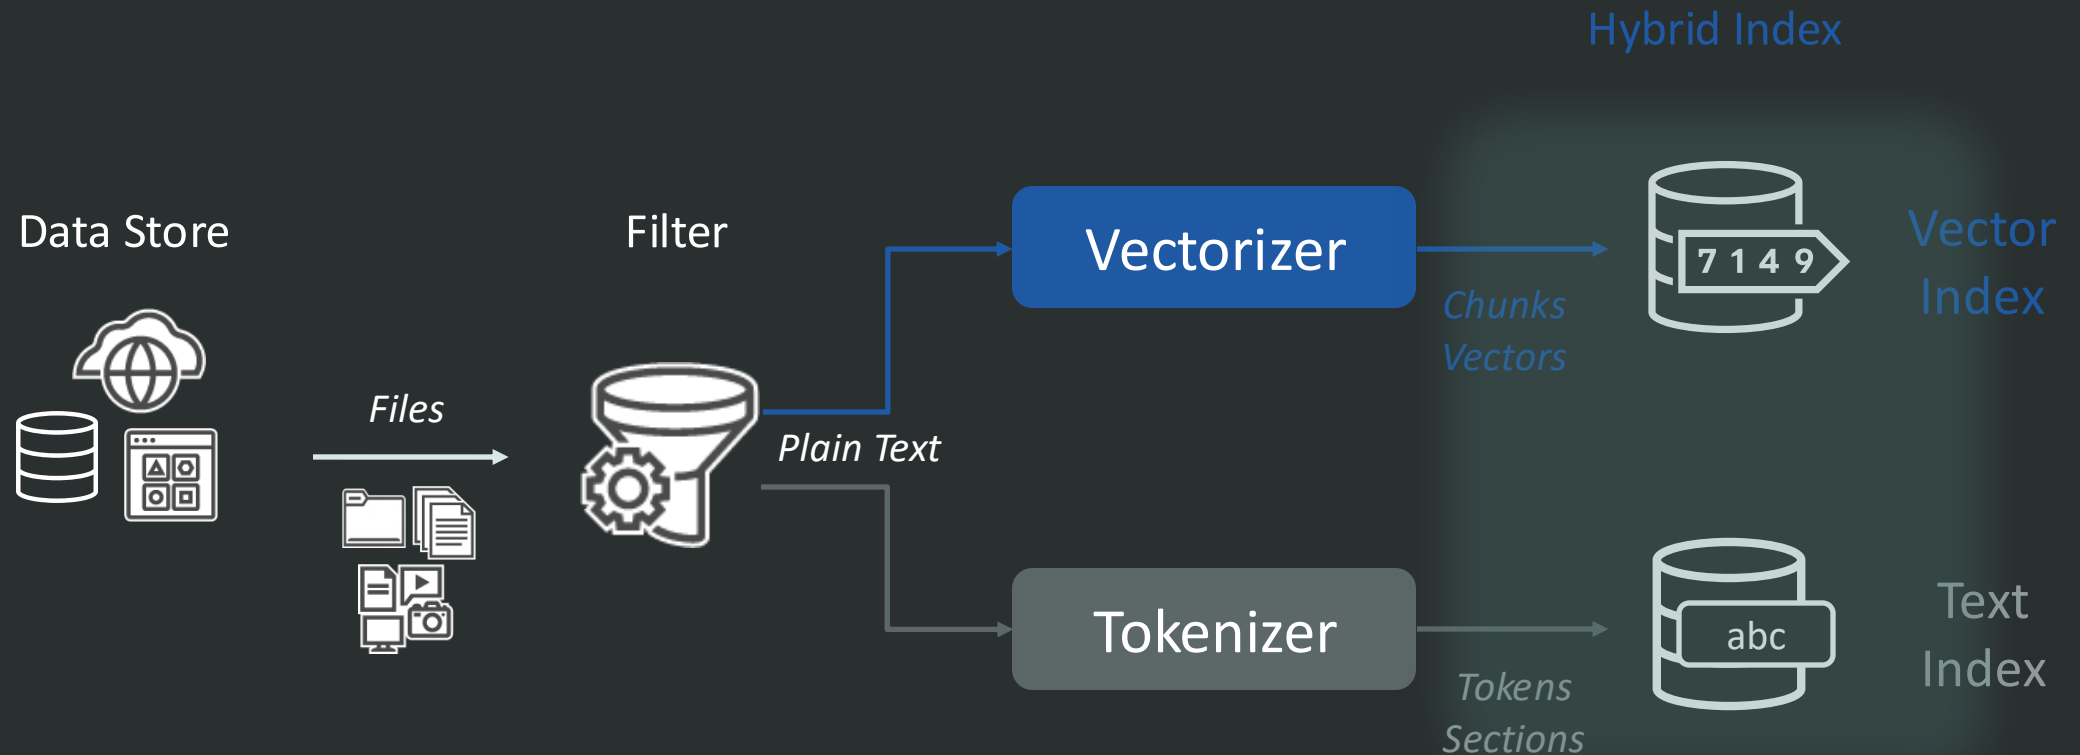 Hybrid Index
Data Store
Filter
Files
Plain Text
Vectorizer
Chunks
Vectors
7 1 4 9
Vector
Index
Tokenizer
Tokens
Sections
abc
Text
Index